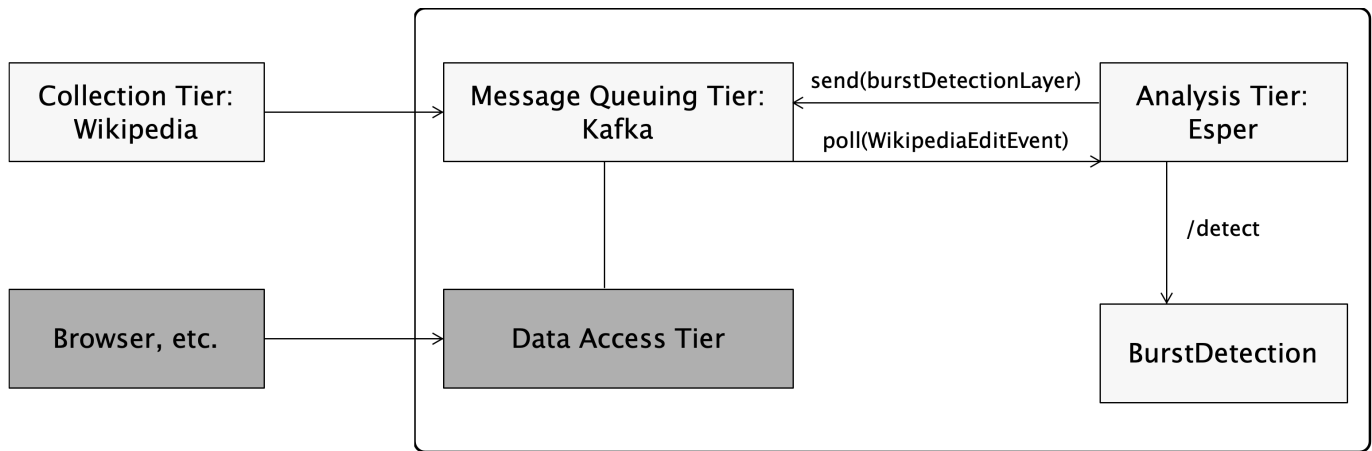 Collection Tier:
Wikipedia
Message Queuing Tier:
Kafka
send(burstDetectionLayer)
poll(WikipediaEditEvent)
Analysis Tier:
Esper
/detect
Browser, etc.
Data Access Tier
BurstDetection